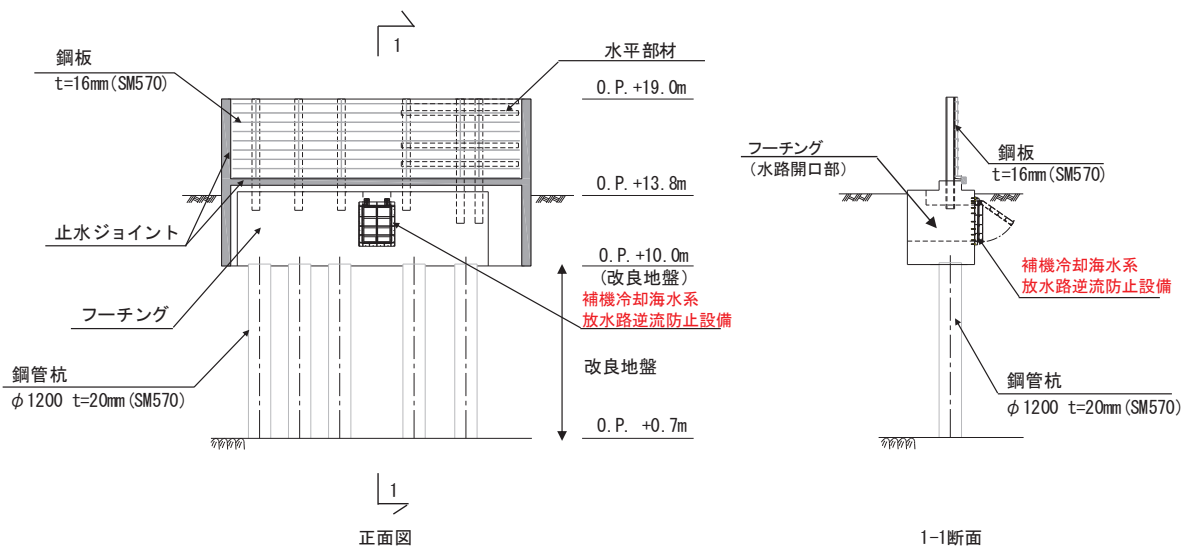 1
鋼板
t=16mm(SM570)
水平部材
O.P.+19.0m
O.P.+13.8m
止水ジョイント
O.P.+10.0m
(改良地盤)
補機冷却海水系
放水路逆流防止設備
フーチング
改良地盤
鋼管杭
φ1200 t=20mm(SM570)
O.P. +0.7m
1
正面図
フーチング
(水路開口部)
鋼板
t=16mm(SM570)
補機冷却海水系
放水路逆流防止設備
鋼管杭
φ1200 t=20mm(SM570)
1-1断面